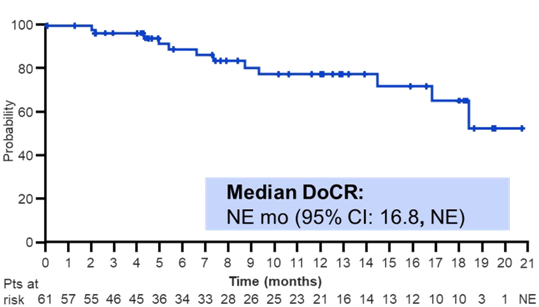 100
80
60
40
20
0
Probability
Median DoCR:
NE mo (95% CI: 16.8, NE)
0 1 2 3 4 5 6 7 8 9 10 11 12 13 14 15 16 17 18 19 20 21
Time (months)
Pts at
risk 61 57 55 46 45 36 34 33 28 26 25 23 21 16 14 13 12 10 10 3 1 NE